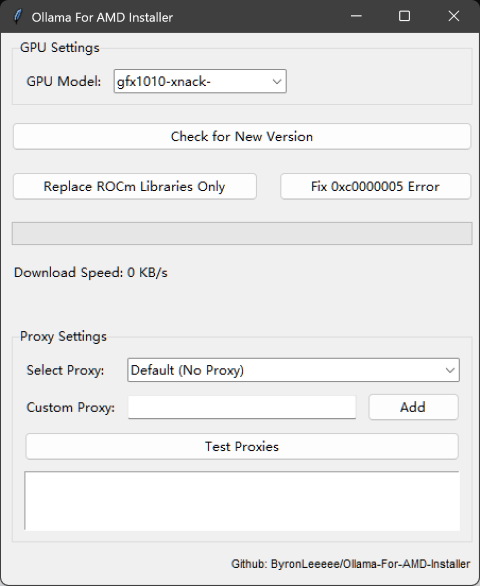 Ollama For AMD Installer
GPU Settings
GPU Model: gfx1010-xnack-
Check for New Version
Replace ROCm Libraries Only Fix 0xc0000005 Error
Download Speed: 0 KB/s
Proxy Settings
Select Proxy: Default (No Proxy)
Custom Proxy: Add
Test Proxies
Github: ByronLeeeee/Ollama-For-AMD-Installer